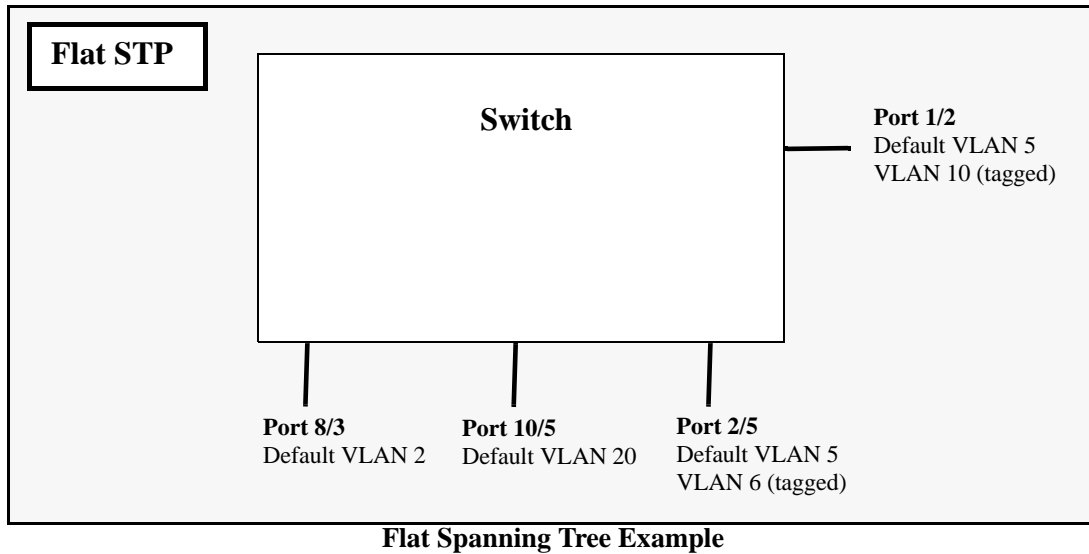 Flat STP
Switch
Port 1/2
Default VLAN 5
VLAN 10 (tagged)
Port 8/3
Default VLAN 2
Port 10/5
Default VLAN 20
Port 2/5
Default VLAN 5
VLAN 6 (tagged)
Flat Spanning Tree Example